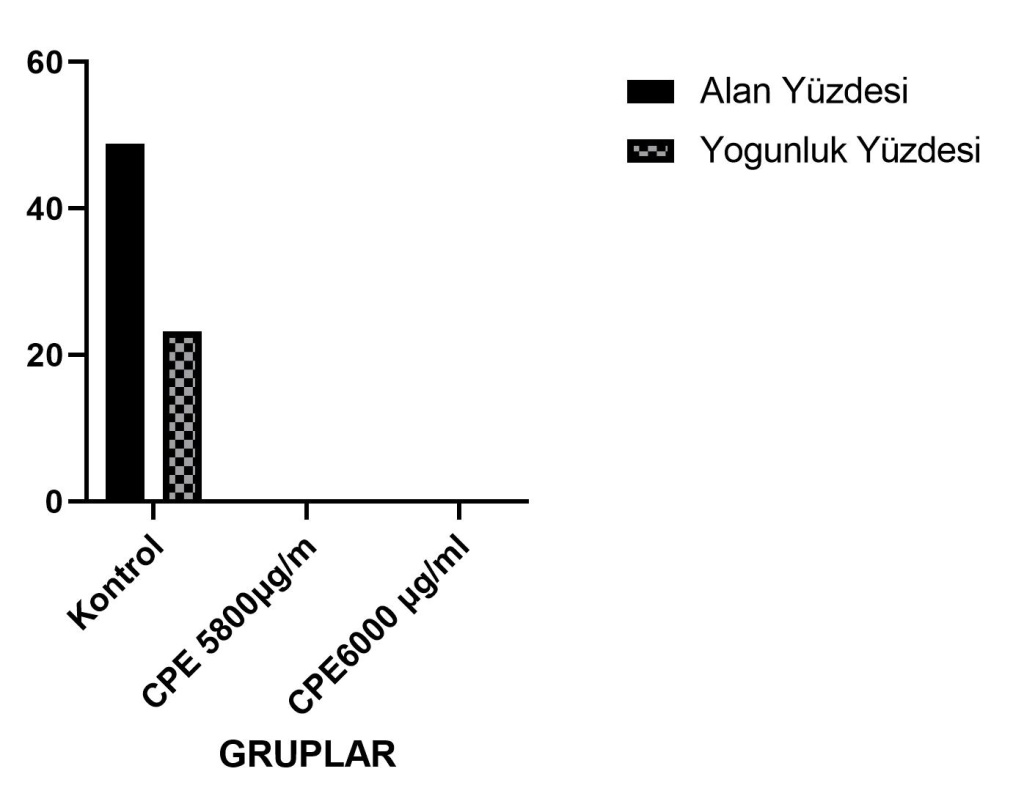 60
40
20
0
Alan Yüzdesi
Yogunluk Yüzdesi
Kontrol
CPE 5800µg/m
CPE6000 µg/ml
GRUPLAR